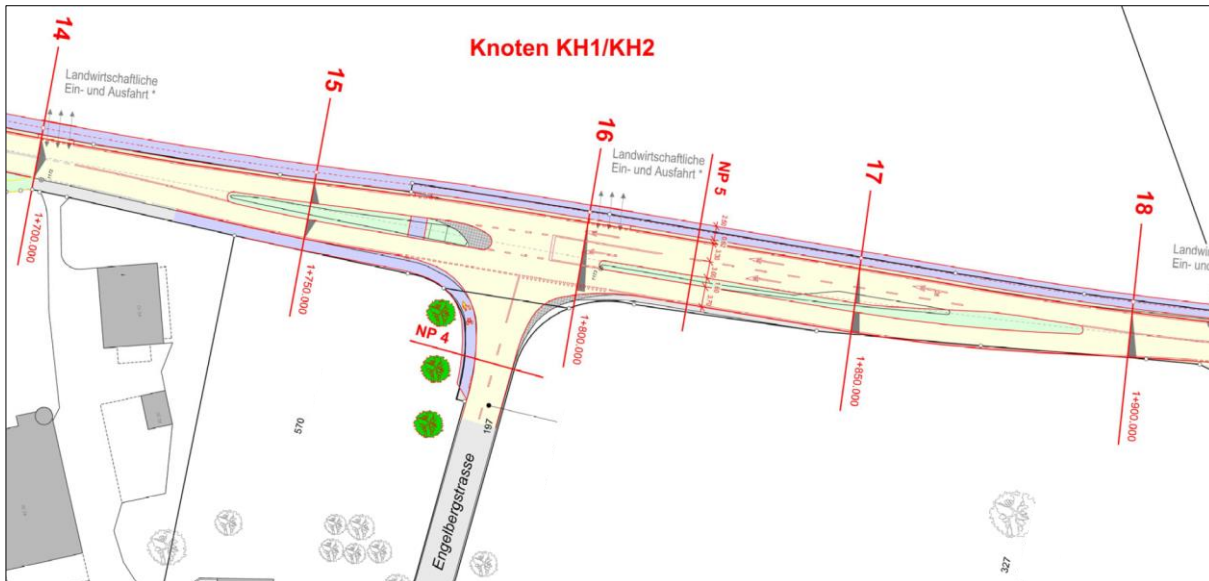 Knoten KH1/KH2
14
Landwirtschaftliche
Ein- und Ausfahrt *
15
16
Landwirtschaftliche
Ein- und Ausfahrt *
NP 5
17
18
Landwirts
Ein- und
1+700.000
1+750.000
1+800.000
1+850.000
1+900.000
NP 4
570
197
Engelbergstrasse
327